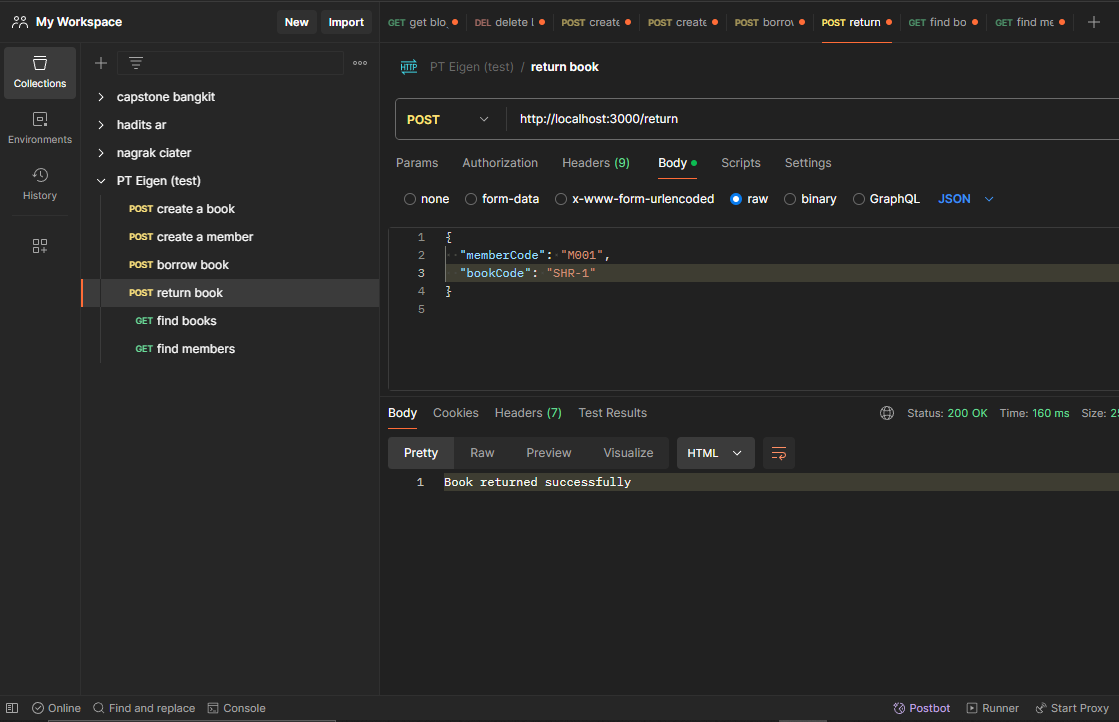 My Workspace
New
Import
GET get blo
DEL delete
POST create
POST create
POST borrow
POST return
GET find bo
GET find me
Collections
Environments
History
capstone bangkit
hadits ar
nagrak ciater
PT Eigen (test)
POST create a book
POST create a member
POST borrow book
POST return book
GET find books
GET find members
HTTP PT Eigen (test) / return book
POST http://localhost:3000/return
Params Authorization Headers (9) Body Scripts Settings
none form-data x-www-form-urlencoded raw binary GraphQL JSON
1 {
2 "memberCode": "M001",
3 "bookCode": "SHR-1"
4 }
5
Body Cookies Headers (7) Test Results
Status: 200 OK Time: 160 ms Size:
Pretty Raw Preview Visualize HTML
1 Book returned successfully
Online Find and replace Console
Postbot Runner Start Proxy